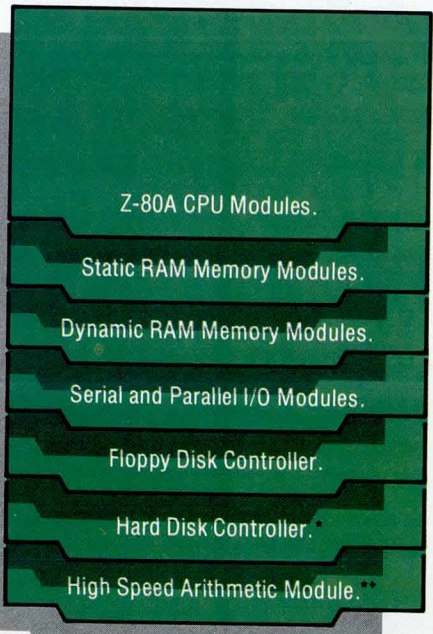 Z-80A CPU Modules.
Static RAM Memory Modules.
Dynamic RAM Memory Modules.
Serial and Parallel I/O Modules.
Floppy Disk Controller.
Hard Disk Controller.*
High Speed Arithmetic Module.**